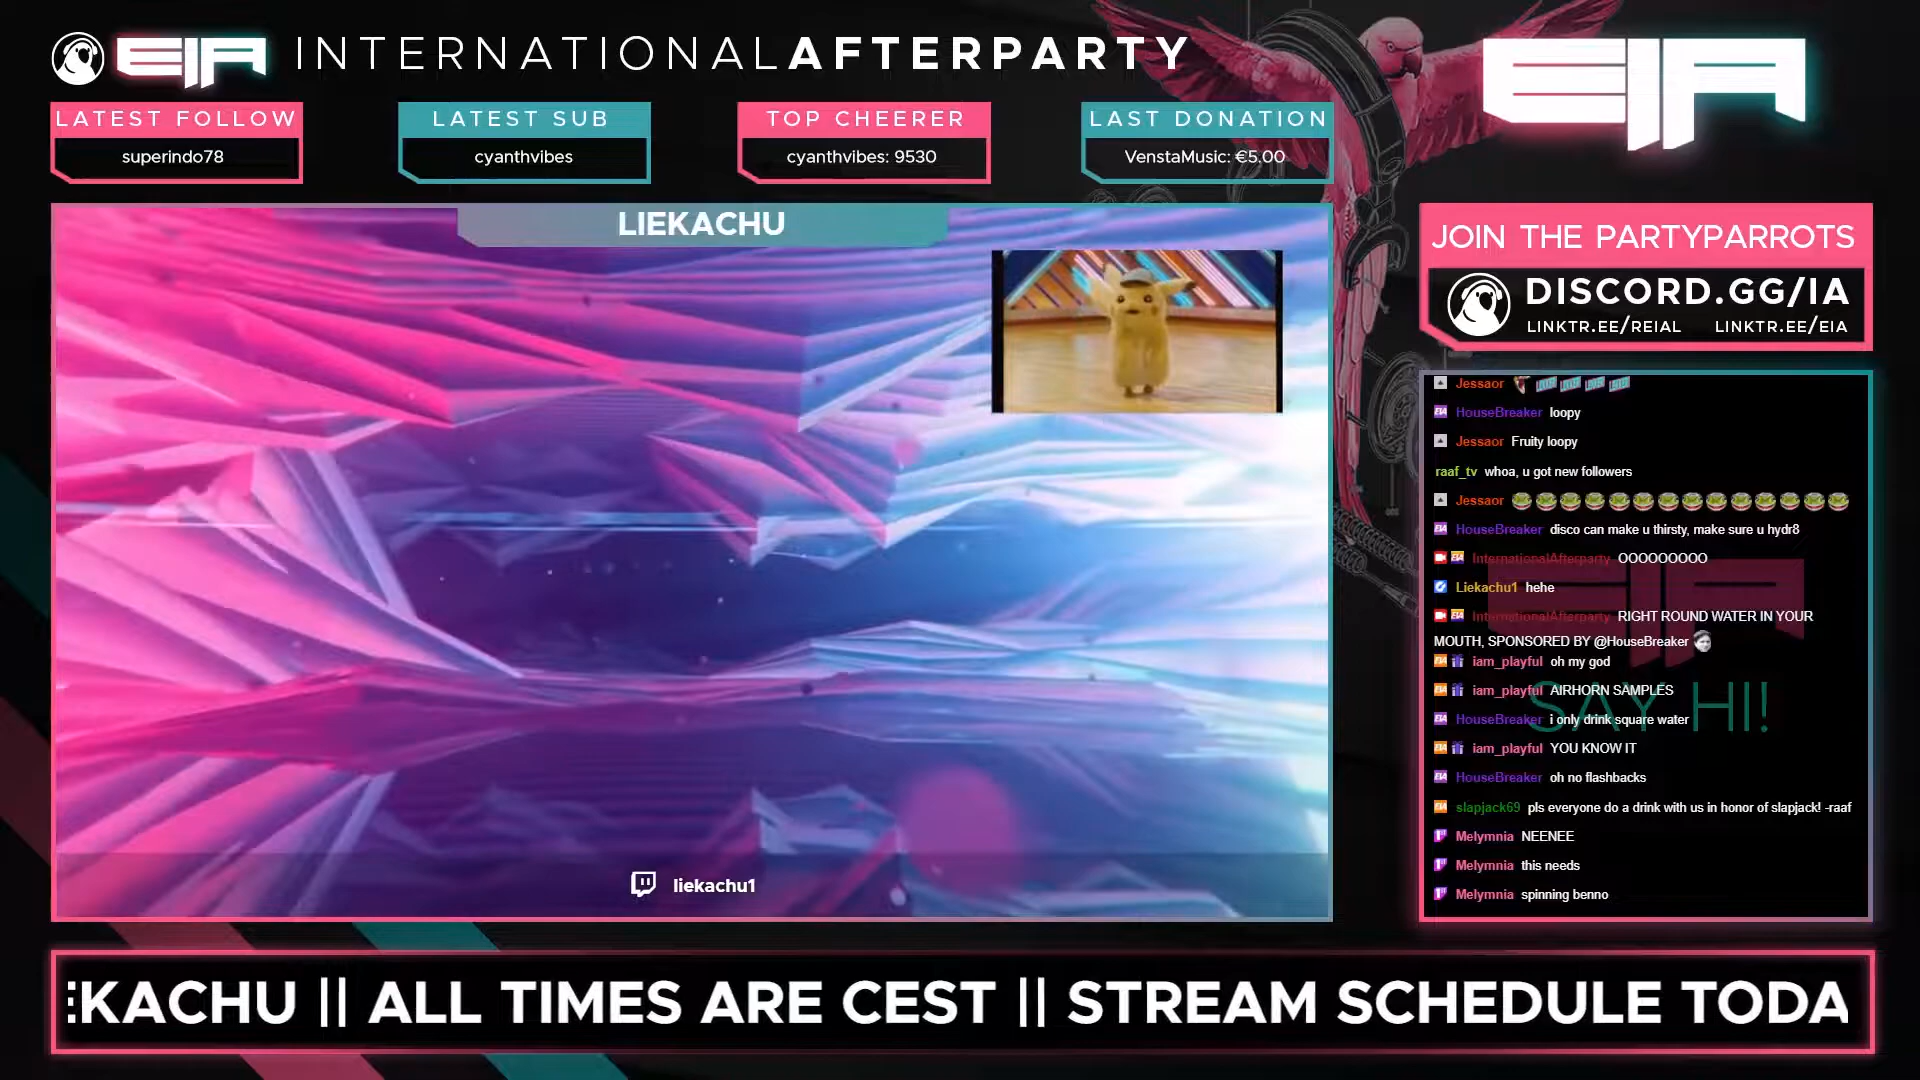 EIA INTERNATIONALAFTERPARTY
EIA
LATEST FOLLOW
superindo78
LATEST SUB
cyanthvibes
TOP CHEERER
cyanthvibes: 9530
LAST DONATION
VenstaMusic: €5.00
LIEKACHU
liekachu1
JOIN THE PARTYPARROTS
DISCORD.GG/IA
LINKTR.EE/REIAL LINKTR.EE/EIA
Jessaor
HouseBreaker loopy
Jessaor Fruity loopy
raaf_tv whoa, u got new followers
Jessaor
HouseBreaker disco can make u thirsty, make sure u hydr8
InternationalAfterparty OOOOOOOOO
Liekachu1 hehe
InternationalAfterparty RIGHT ROUND WATER IN YOUR
MOUTH, SPONSORED BY @HouseBreaker
iam_playful oh my god
iam_playful AIRHORN SAMPLES
HouseBreaker i only drink square water
iam_playful YOU KNOW IT
HouseBreaker oh no flashbacks
slapjack69 pls everyone do a drink with us in honor of slapjack! -raaf
Melymnia NEENEE
Melymnia this needs
Melymnia spinning benno
EIA
SAY HI!
EKACHU || ALL TIMES ARE CEST || STREAM SCHEDULE TODA